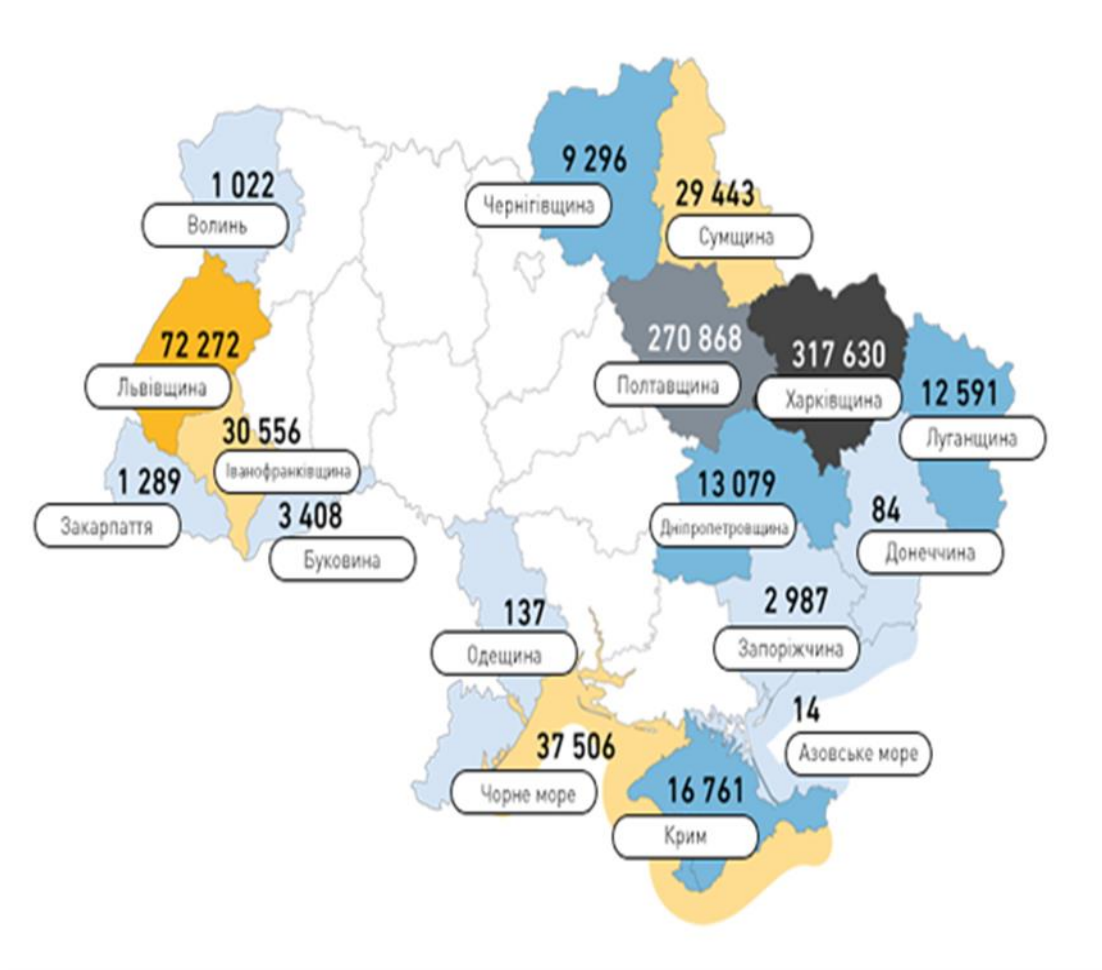 9 296
Чернігівщина
29 443
Сумщина
1 022
Волинь
72 272
Львівщина
270 868
Полтавщина
317 630
Харківщина
12 591
Луганщина
30 556
Іванофранківщина
1 289
Закарпаття
3 408
Буковина
13 079
Дніпропетровщина
84
Донеччина
137
Одещина
2 987
Запоріжчина
14
Азовське море
37 506
Чорне море
16 761
Крим